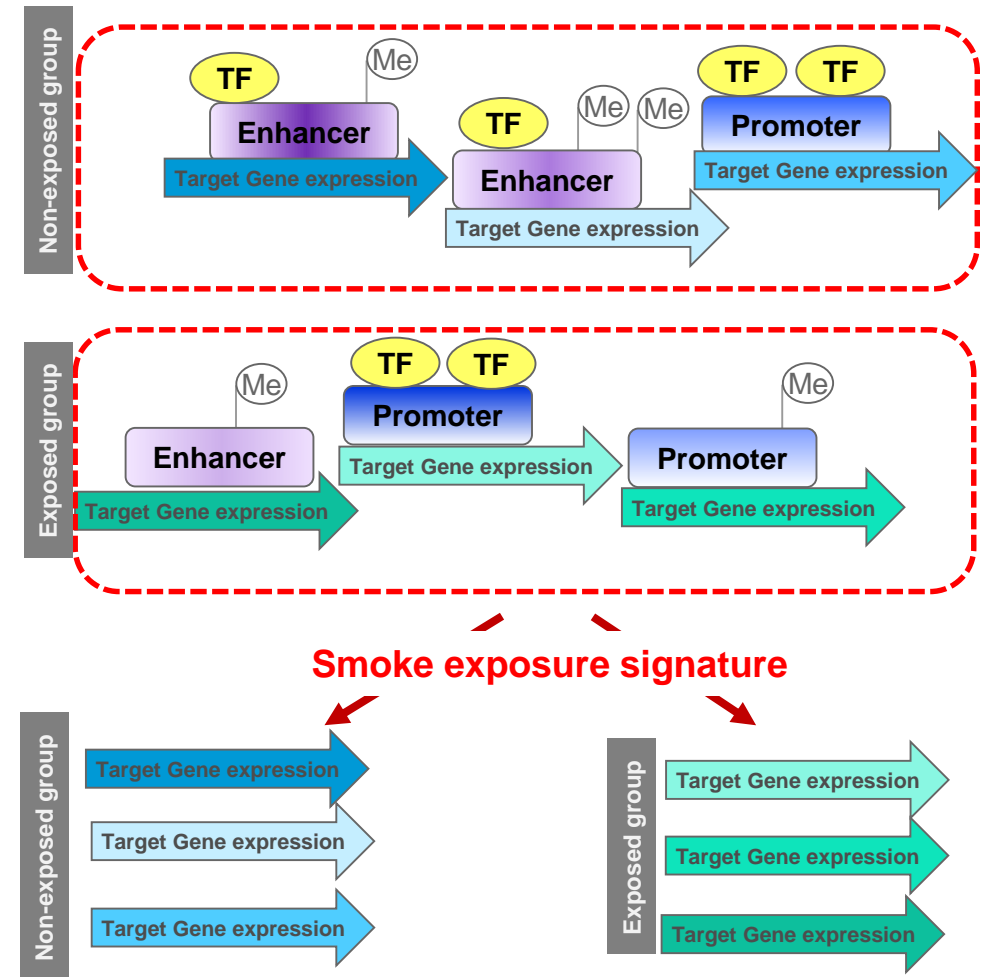 Non-exposed group
TF
Me
Enhancer
Target Gene expression
TF
Me
Me
Enhancer
Target Gene expression
TF
TF
Promoter
Target Gene expression
Exposed group
Me
Enhancer
Target Gene expression
TF
TF
Promoter
Target Gene expression
Me
Promoter
Target Gene expression
Smoke exposure signature
Non-exposed group
Target Gene expression
Target Gene expression
Target Gene expression
Exposed group
Target Gene expression
Target Gene expression
Target Gene expression